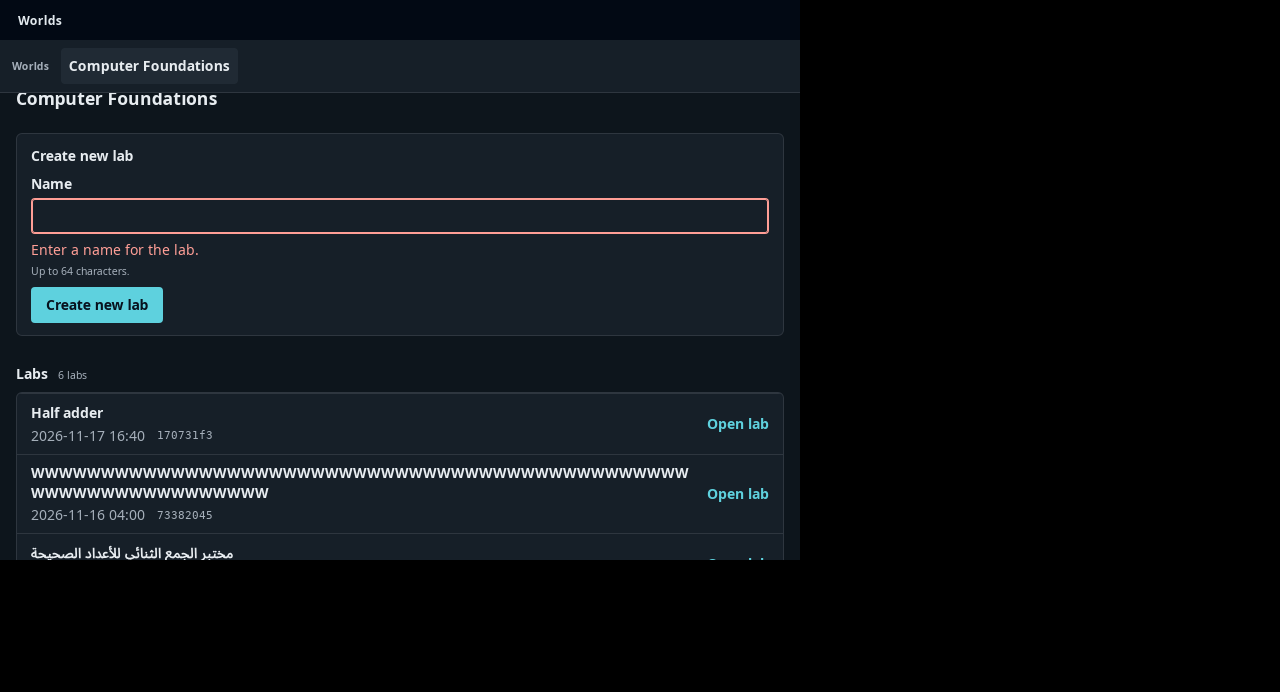 Worlds
Worlds Computer Foundations
Computer Foundations
Create new lab
Name
Enter a name for the lab.
Up to 64 characters.
Create new lab
Labs 6 labs
Half adder
2026-11-17 16:40 170731f3
Open lab
WWWWWWWWWWWWWWWWWWWWWWWWWWWWWWWWWWWWWWWWWWWWWWW
WWWWWWWWWWWWWWWWW
2026-11-16 04:00 73382045
Open lab
مختبر الجمع الثنائي للأعداد الصحيحة